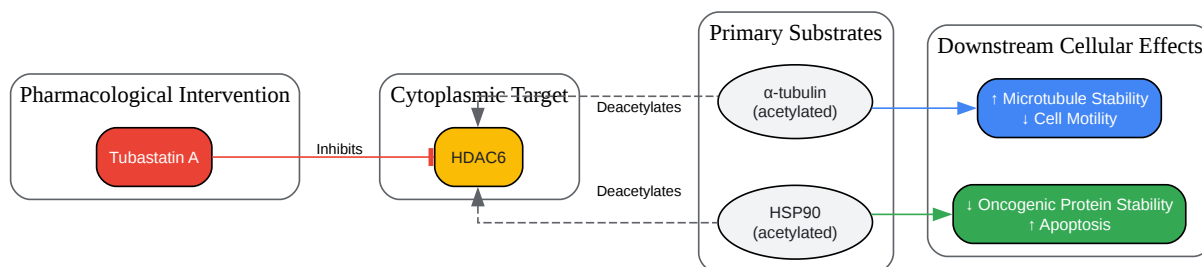 Pharmacological Intervention
Tubastatin A
Inhibits
Cytoplasmic Target
HDAC6
Deacetylates
Deacetylates
Primary Substrates
α-tubulin
(acetylated)
HSP90
(acetylated)
Downstream Cellular Effects
↑ Microtubule Stability
↓ Cell Motility
↓ Oncogenic Protein Stability
↑ Apoptosis